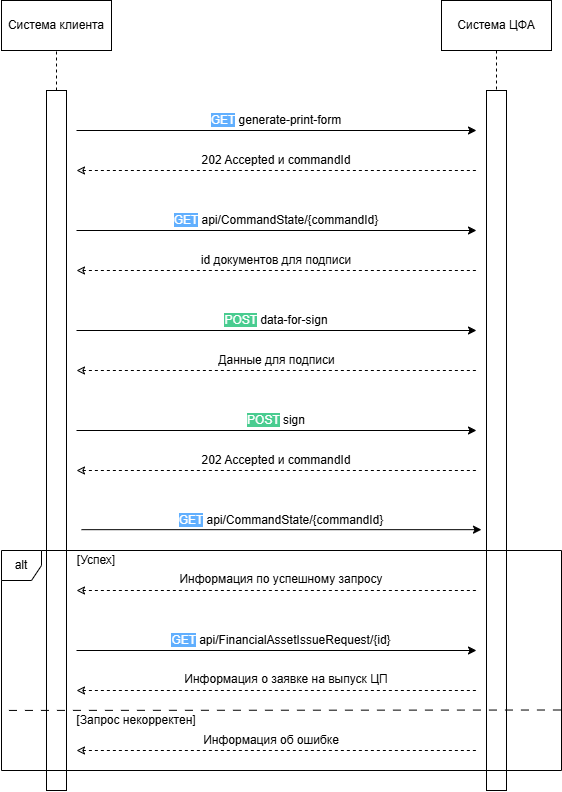 Система клиента
Система ЦФА
GET generate-print-form
202 Accepted и commandId
GET api/CommandState/{commandId}
id документов для подписи
POST data-for-sign
Данные для подписи
POST sign
202 Accepted и commandId
GET api/CommandState/{commandId}
alt
[Успех]
Информация по успешному запросу
GET api/FinancialAssetIssueRequest/{id}
Информация о заявке на выпуск ЦП
[Запрос некорректен]
Информация об ошибке